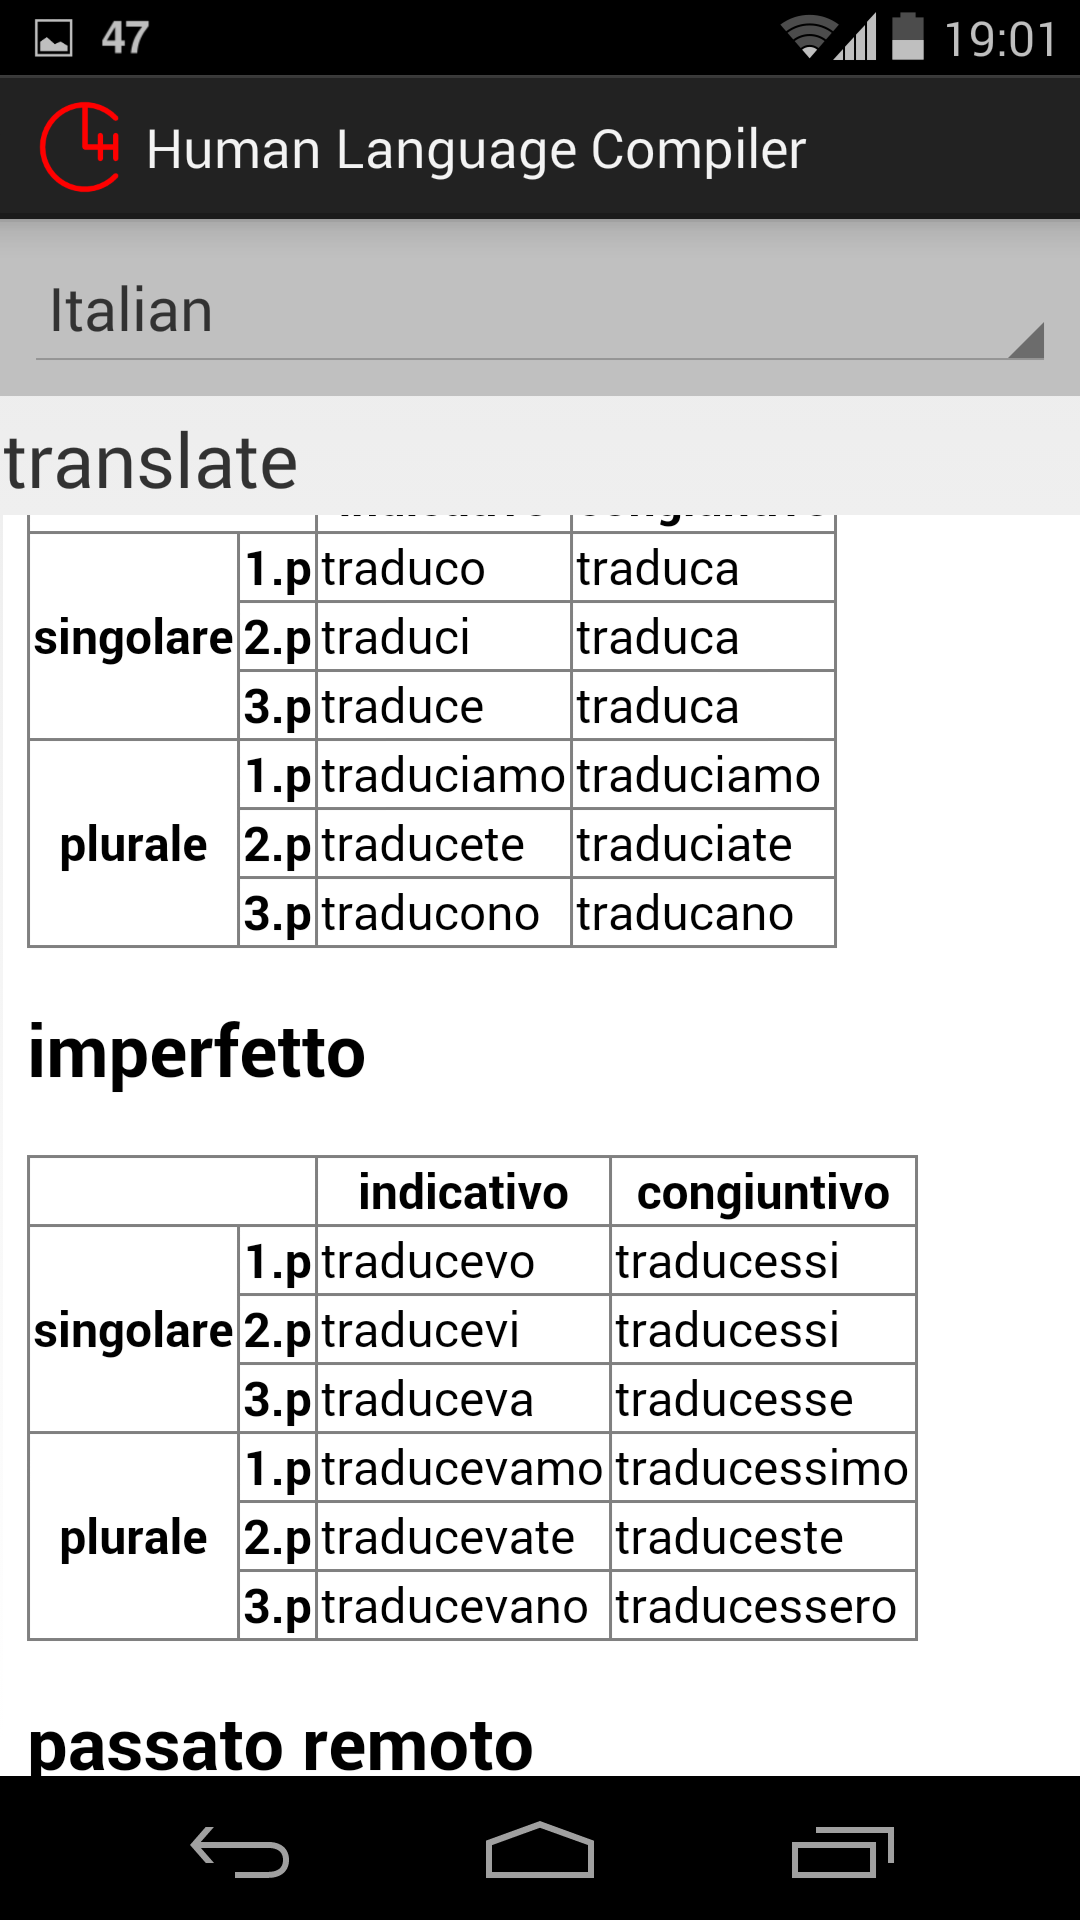 47 19:01
Human Language Compiler
Italian
translate
indicativo congiuntivo
singolare 1.p traduco traduca
2.p traduci traduca
3.p traduce traduca
plurale 1.p traduciamo traduciamo
2.p traducete traduciate
3.p traducono traducano
imperfetto
indicativo congiuntivo
singolare 1.p traducevo traducessi
2.p traducevi traducessi
3.p traduceva traducesse
plurale 1.p traducevamo traducessimo
2.p traducevate traduceste
3.p traducevano traducessero
passato remoto